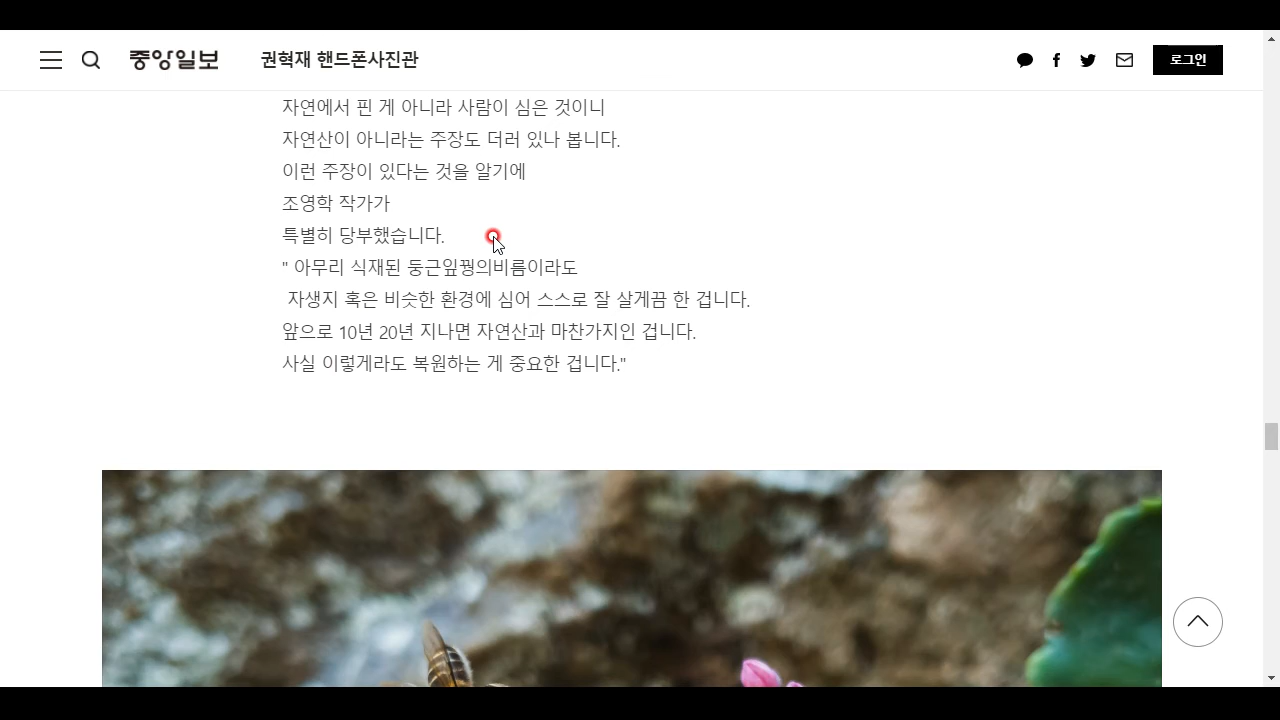 중앙일보
권혁재 핸드폰사진관
로그인
자연에서 핀 게 아니라 사람이 심은 것이니
자연산이 아니라는 주장도 더러 있나 봅니다.
이런 주장이 있다는 것을 알기에
조영학 작가가
특별히 당부했습니다.
" 아무리 식재된 둥근잎꿩의비름이라도
자생지 혹은 비슷한 환경에 심어 스스로 잘 살게끔 한 겁니다.
앞으로 10년 20년 지나면 자연산과 마찬가지인 겁니다.
사실 이렇게라도 복원하는 게 중요한 겁니다."